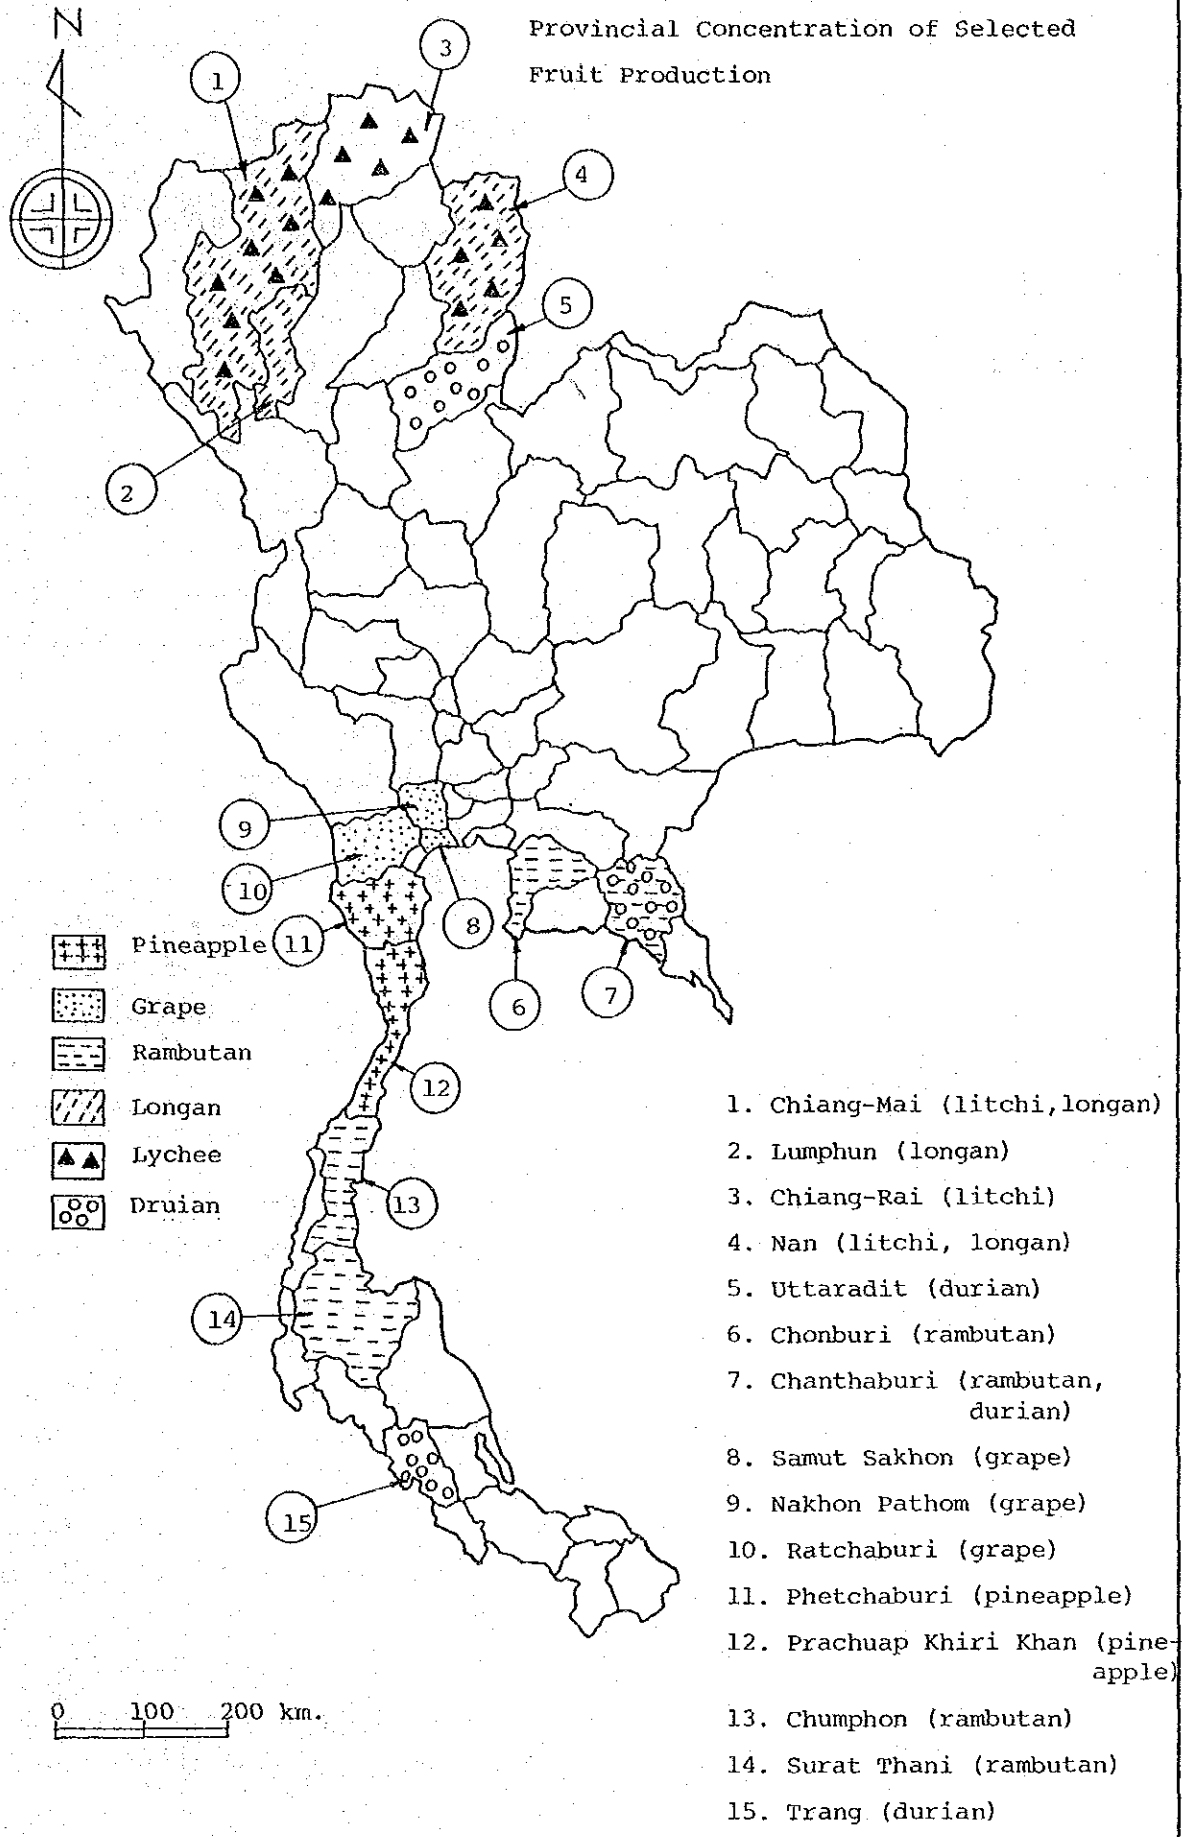 N
Provincial Concentration of Selected
Fruit Production
3
1
4
5
2
9
10
8
11
6
7
12
13
14
15
Pineapple
Grape
Rambutan
Longan
Lychee
Druian
0 100 200 km.
1. Chiang-Mai (litchi,longan)
2. Lumphun (longan)
3. Chiang-Rai (litchi)
4. Nan (litchi, longan)
5. Uttaradit (durian)
6. Chonburi (rambutan)
7. Chanthaburi (rambutan,
durian)
8. Samut Sakhon (grape)
9. Nakhon Pathom (grape)
10. Ratchaburi (grape)
11. Phetchaburi (pineapple)
12. Prachuap Khiri Khan (pine-
apple)
13. Chumphon (rambutan)
14. Surat Thani (rambutan)
15. Trang (durian)